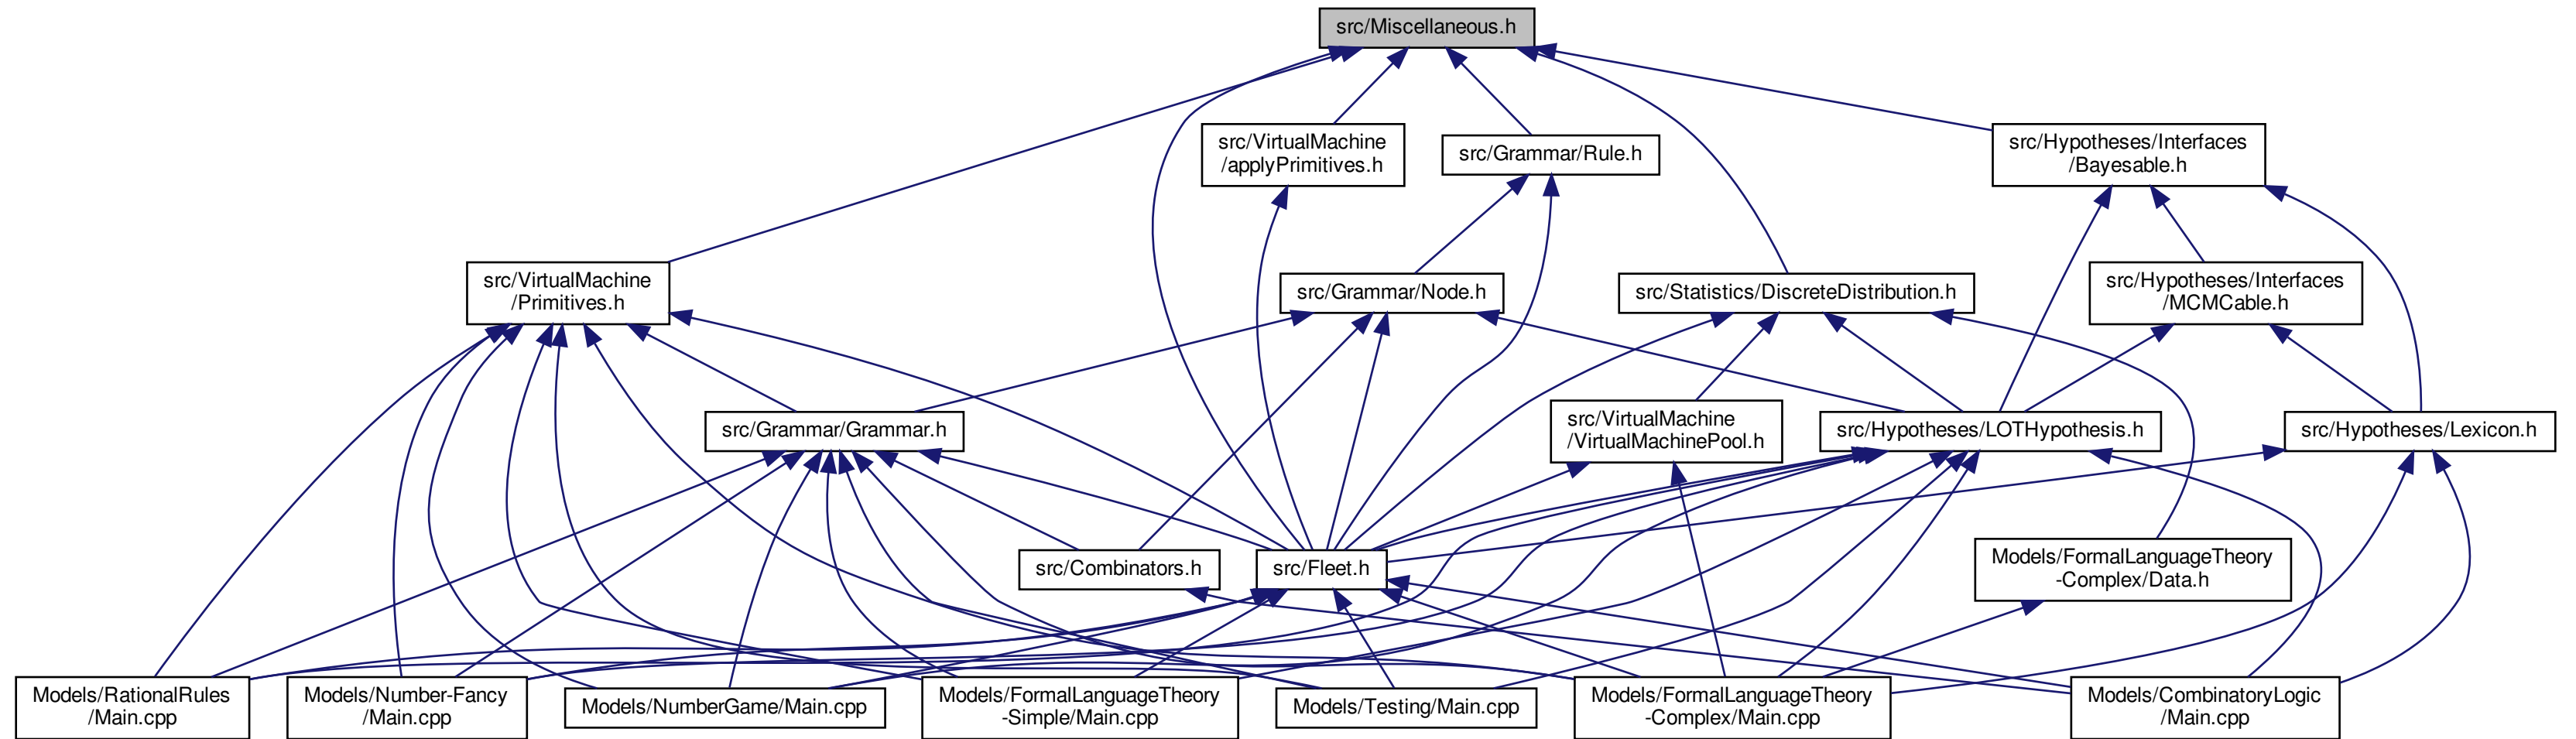 src/Miscellaneous.h
src/VirtualMachine
/applyPrimitives.h
src/Grammar/Rule.h
src/Hypotheses/Interfaces
/Bayesable.h
src/VirtualMachine
/Primitives.h
src/Grammar/Node.h
src/Statistics/DiscreteDistribution.h
src/Hypotheses/Interfaces
/MCMCable.h
src/Grammar/Grammar.h
src/VirtualMachine
/VirtualMachinePool.h
src/Hypotheses/LOTHypothesis.h
src/Hypotheses/Lexicon.h
src/Combinators.h
src/Fleet.h
Models/FormalLanguageTheory
-Complex/Data.h
Models/RationalRules
/Main.cpp
Models/Number-Fancy
/Main.cpp
Models/NumberGame/Main.cpp
Models/FormalLanguageTheory
-Simple/Main.cpp
Models/Testing/Main.cpp
Models/FormalLanguageTheory
-Complex/Main.cpp
Models/CombinatoryLogic
/Main.cpp